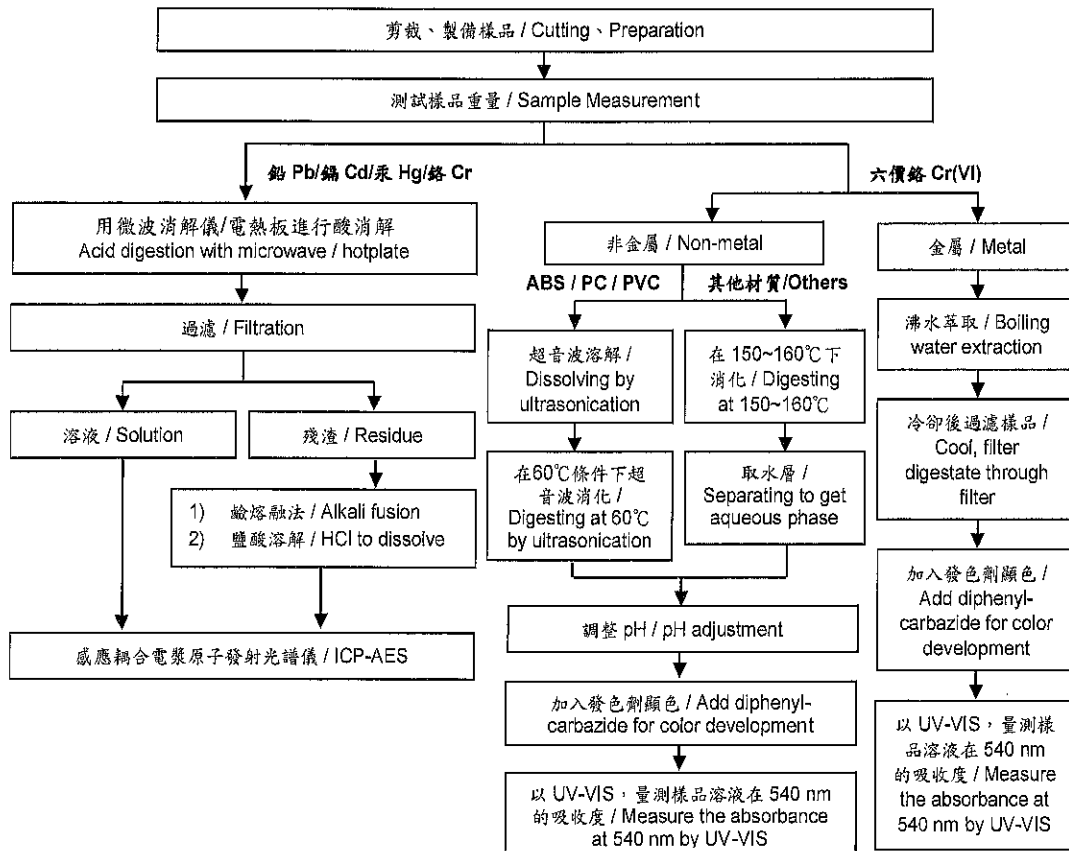 剪裁、製備樣品 / Cutting、Preparation
測試樣品重量 / Sample Measurement
鉛 Pb/鎘 Cd/汞 Hg/鉻 Cr
六價鉻 Cr(VI)
用微波消解儀/電熱板進行酸消解
Acid digestion with microwave / hotplate
非金屬 / Non-metal
金屬 / Metal
ABS / PC / PVC
其他材質/Others
過濾 / Filtration
超音波溶解 /
Dissolving by
ultrasonication
在 150~160℃下
消化 / Digesting
at 150~160℃
沸水萃取 / Boiling
water extraction
溶液 / Solution
殘渣 / Residue
冷卻後過濾樣品 /
Cool, filter
digestate through
filter
在60℃條件下超
音波消化 /
Digesting at 60℃
by ultrasonication
取水層 /
Separating to get
aqueous phase
1) 鹼熔融法 / Alkali fusion
2) 鹽酸溶解 / HCl to dissolve
加入發色劑顯色 /
Add diphenyl-
carbazide for color
development
調整 pH / pH adjustment
感應耦合電漿原子發射光譜儀 / ICP-AES
加入發色劑顯色 / Add diphenyl-
carbazide for color development
以 UV-VIS，量測樣
品溶液在 540 nm
的吸收度 / Measure
the absorbance at
540 nm by UV-VIS
以 UV-VIS，量測樣品溶液在 540 nm
的吸收度 / Measure the absorbance
at 540 nm by UV-VIS